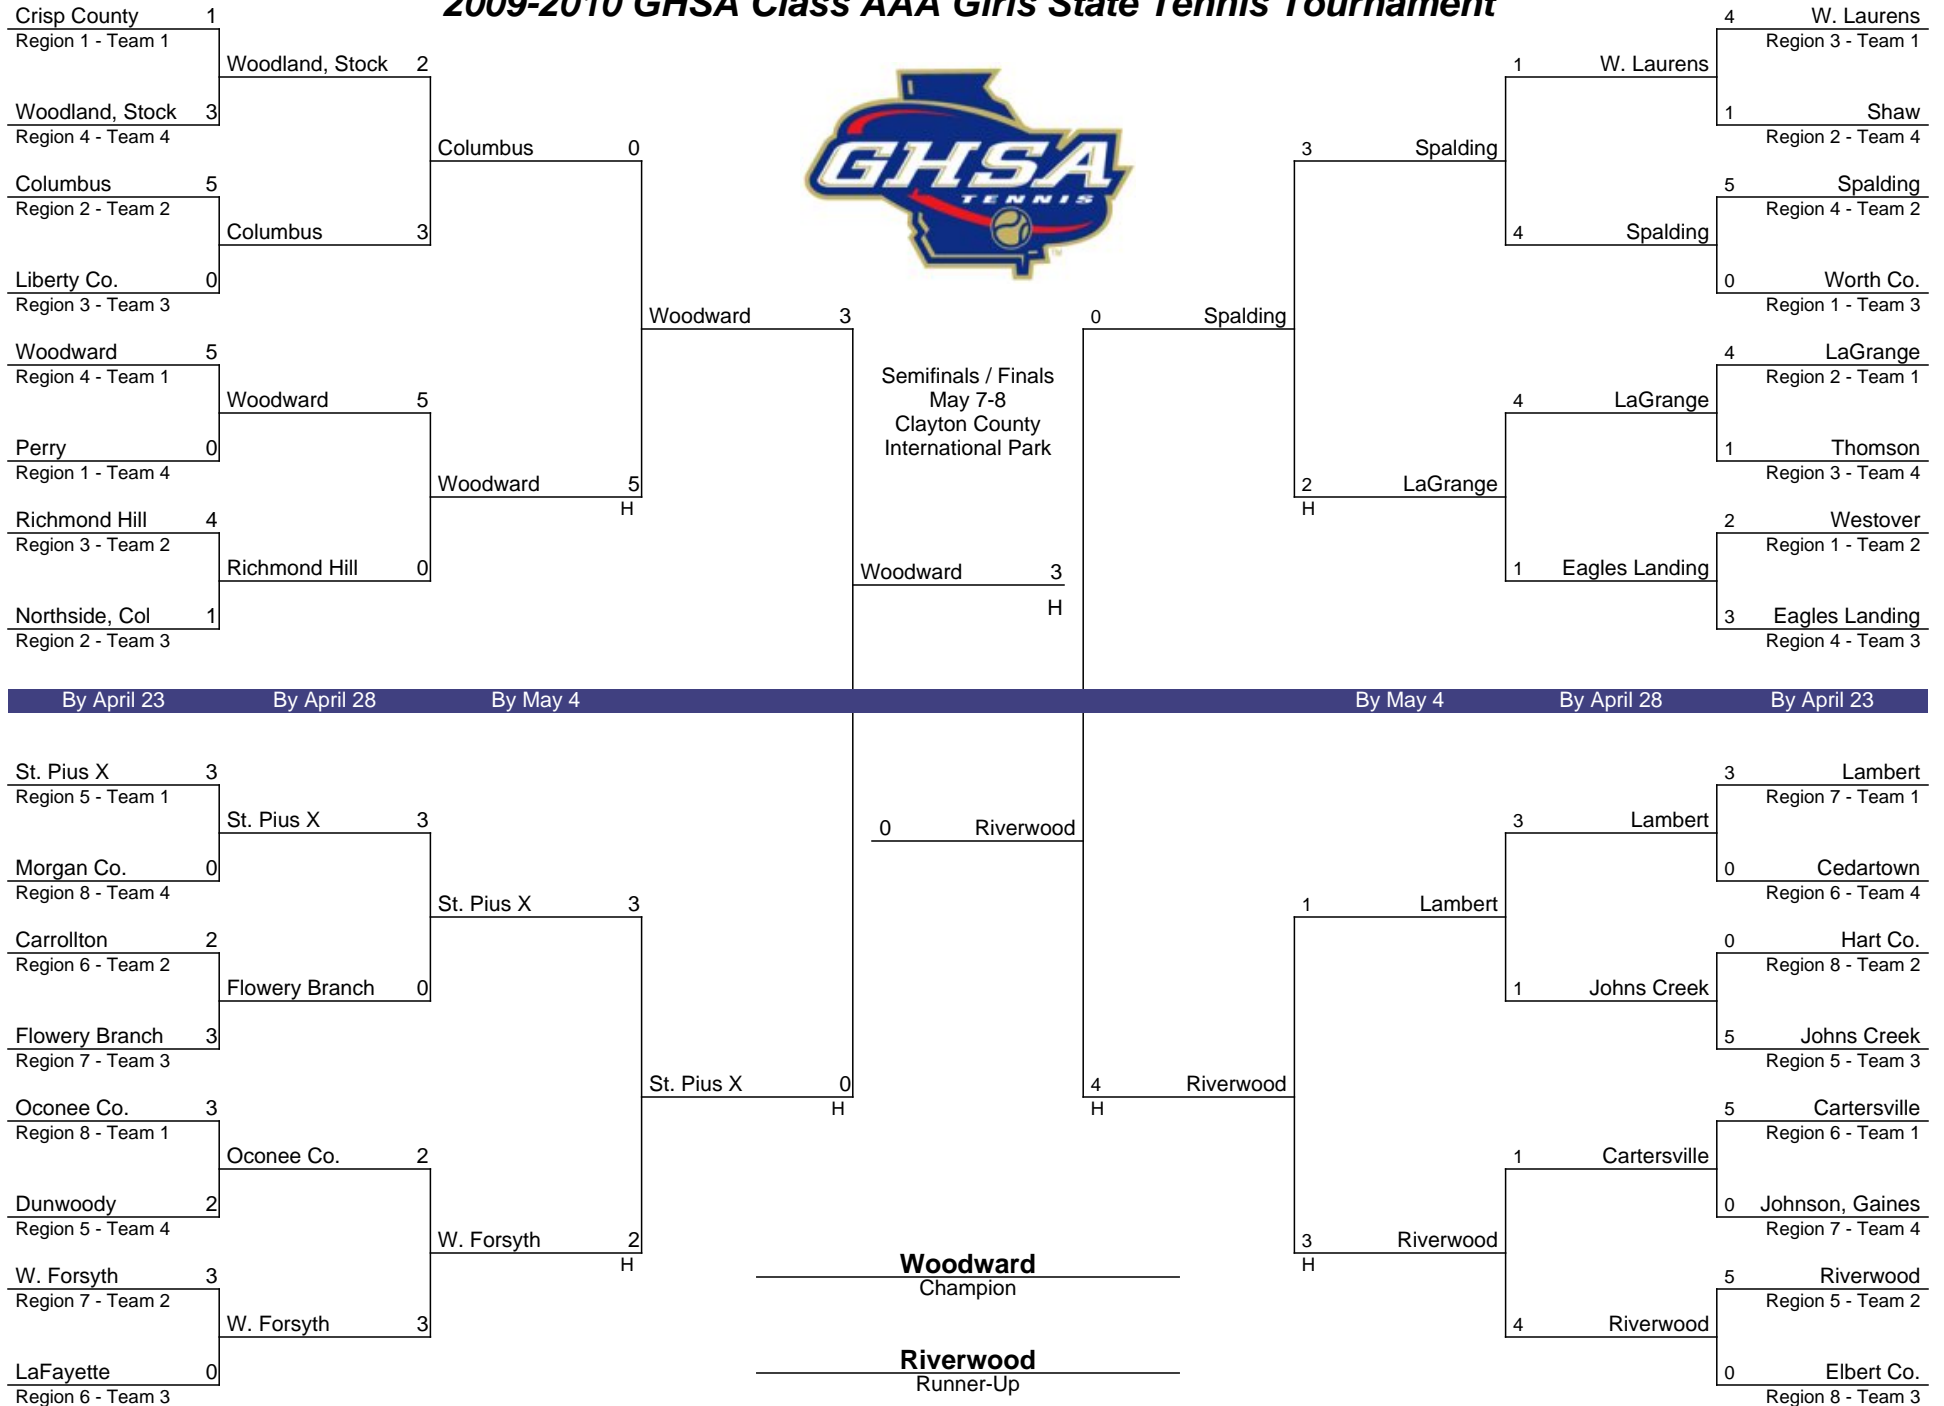 2009-2010 GHSA Class AAA Girls State Tennis Tournament
Crisp County 1
Region 1 - Team 1
Woodland, Stock 2
Woodland, Stock 3
Region 4 - Team 4
Columbus 0
Columbus 5
Region 2 - Team 2
Columbus 3
Liberty Co. 0
Region 3 - Team 3
Woodward 3
Woodward 5
Region 4 - Team 1
Woodward 5
Perry 0
Region 1 - Team 4
Woodward 5
H
Richmond Hill 4
Region 3 - Team 2
Richmond Hill 0
Northside, Col 1
Region 2 - Team 3
GHSA
TENNIS
TM
Semifinals / Finals
May 7-8
Clayton County
International Park
Woodward 3
H
4 W. Laurens
Region 3 - Team 1
1 W. Laurens
1 Shaw
Region 2 - Team 4
3 Spalding
5 Spalding
Region 4 - Team 2
4 Spalding
0 Worth Co.
Region 1 - Team 3
0 Spalding
4 LaGrange
Region 2 - Team 1
4 LaGrange
1 Thomson
Region 3 - Team 4
2 LaGrange
H
2 Westover
Region 1 - Team 2
1 Eagles Landing
3 Eagles Landing
Region 4 - Team 3
By April 23 By April 28 By May 4 By May 4 By April 28 By April 23
St. Pius X 3
Region 5 - Team 1
St. Pius X 3
Morgan Co. 0
Region 8 - Team 4
St. Pius X 3
Carrollton 2
Region 6 - Team 2
Flowery Branch 0
Flowery Branch 3
Region 7 - Team 3
St. Pius X 0
H
Oconee Co. 3
Region 8 - Team 1
Oconee Co. 2
Dunwoody 2
Region 5 - Team 4
W. Forsyth 2
H
W. Forsyth 3
Region 7 - Team 2
W. Forsyth 3
LaFayette 0
Region 6 - Team 3
0 Riverwood
Woodward
Champion
Riverwood
Runner-Up
3 Lambert
Region 7 - Team 1
3 Lambert
0 Cedartown
Region 6 - Team 4
1 Lambert
0 Hart Co.
Region 8 - Team 2
1 Johns Creek
5 Johns Creek
Region 5 - Team 3
4 Riverwood
H
5 Cartersville
Region 6 - Team 1
1 Cartersville
0 Johnson, Gaines
Region 7 - Team 4
3 Riverwood
H
5 Riverwood
Region 5 - Team 2
4 Riverwood
0 Elbert Co.
Region 8 - Team 3